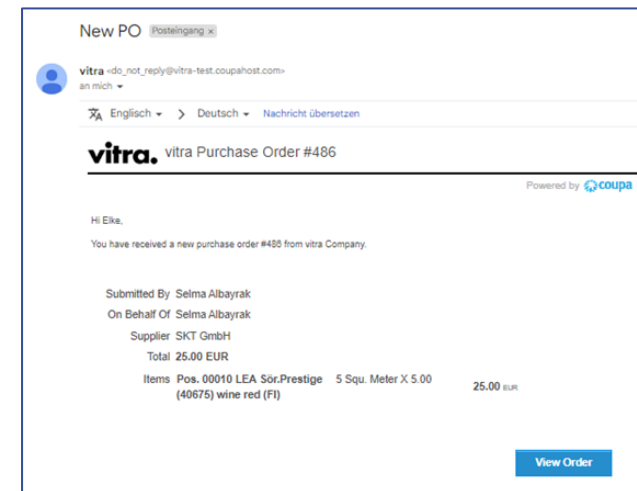 New PO Posteingang x
vitra <do_not_reply@vitra-test.coupahost.com>
an mich
Englisch > Deutsch Nachricht übersetzen
vitra. vitra Purchase Order #486
Powered by coupa
Hi Elke,
You have received a new purchase order #486 from vitra Company.
Submitted By Selma Albayrak
On Behalf Of Selma Albayrak
Supplier SKT GmbH
Total 25.00 EUR
Items Pos. 00010 LEA Sör.Prestige 5 Squ. Meter X 5.00
(40675) wine red (FI) 25.00 EUR
View Order